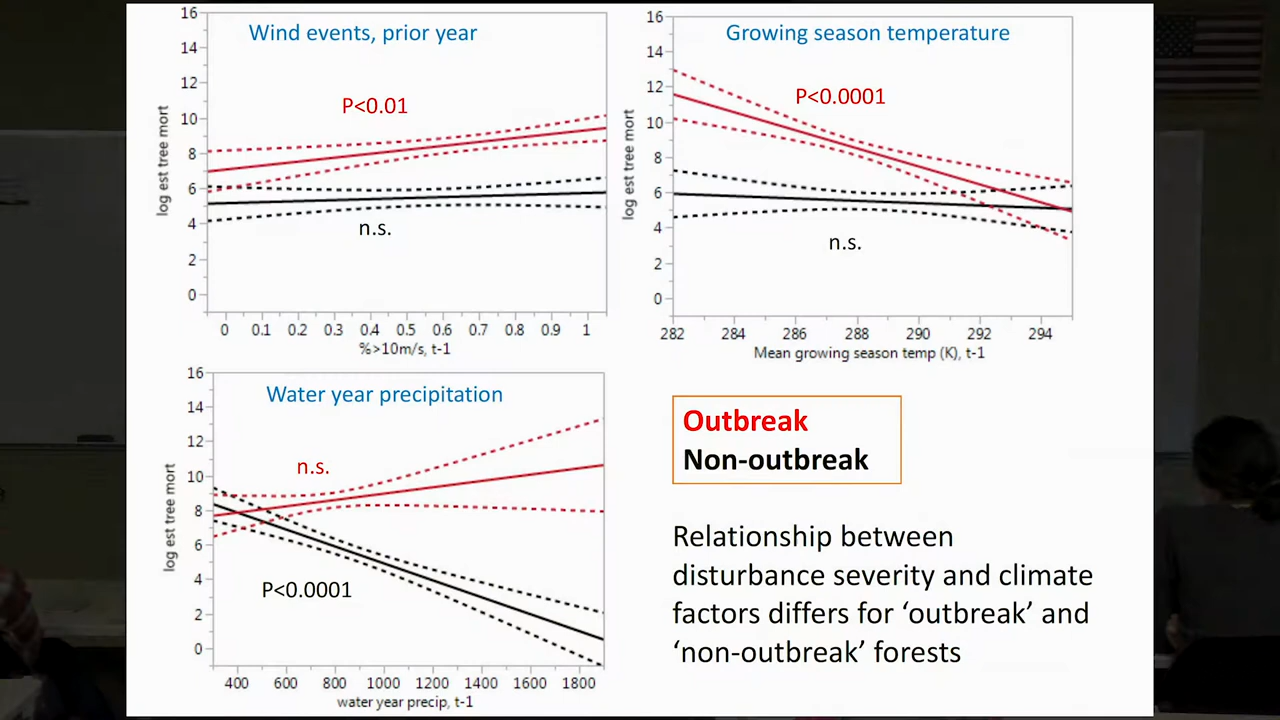 Wind events, prior year
16
14
12
10
8
6
4
2
0
log est tree mort
P<0.01
n.s.
0 0.1 0.2 0.3 0.4 0.5 0.6 0.7 0.8 0.9 1
%>10m/s, t-1
Growing season temperature
16
14
12
10
8
6
4
2
0
log est tree mort
P<0.0001
n.s.
282 284 286 288 290 292 294
Mean growing season temp (K), t-1
Water year precipitation
16
14
12
10
8
6
4
2
0
log est tree mort
n.s.
P<0.0001
400 600 800 1000 1200 1400 1600 1800
water year precip, t-1
Outbreak
Non-outbreak
Relationship between
disturbance severity and climate
factors differs for ‘outbreak’ and
‘non-outbreak’ forests